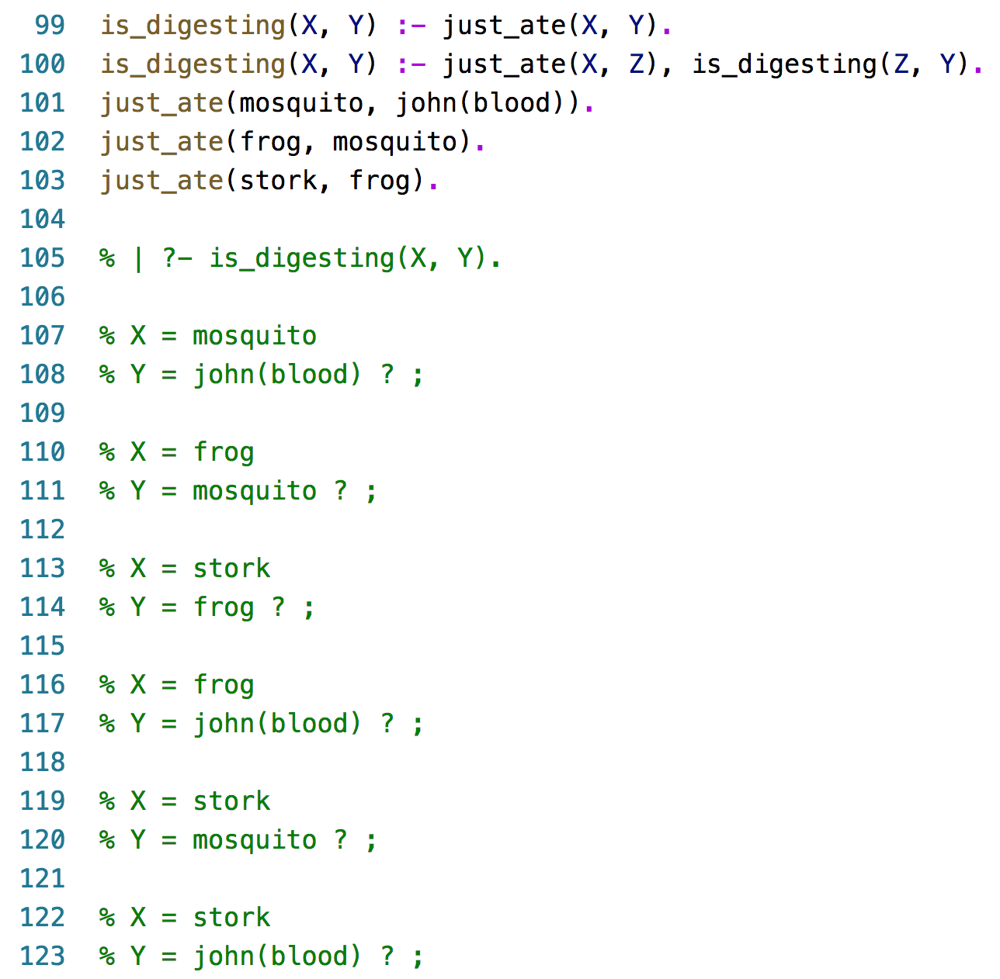 99 is_digesting(X, Y) :- just_ate(X, Y).
100 is_digesting(X, Y) :- just_ate(X, Z), is_digesting(Z, Y).
101 just_ate(mosquito, john(blood)).
102 just_ate(frog, mosquito).
103 just_ate(stork, frog).
104
105 % | ?- is_digesting(X, Y).
106
107 % X = mosquito
108 % Y = john(blood) ? ;
109
110 % X = frog
111 % Y = mosquito ? ;
112
113 % X = stork
114 % Y = frog ? ;
115
116 % X = frog
117 % Y = john(blood) ? ;
118
119 % X = stork
120 % Y = mosquito ? ;
121
122 % X = stork
123 % Y = john(blood) ? ;